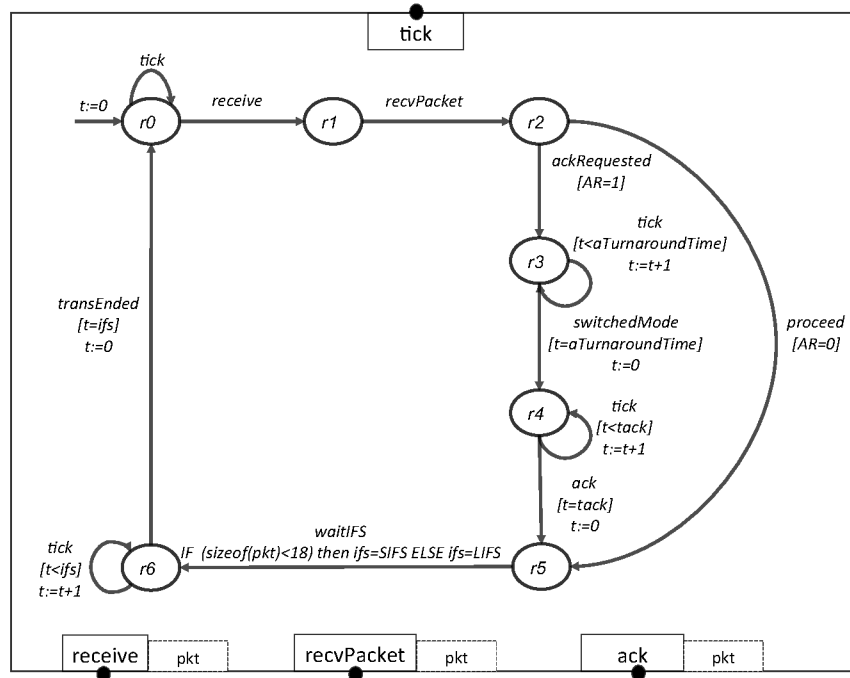 tick
tick
t:=0
receive
recvPacket
r0
r1
r2
ackRequested
[AR=1]
tick
[t<aTurnaroundTime]
t:=t+1
r3
transEnded
[t=ifs]
t:=0
switchedMode
[t=aTurnaroundTime]
t:=0
proceed
[AR=0]
r4
tick
[t<tack]
t:=t+1
ack
[t=tack]
t:=0
waitIFS
IF (sizeof(pkt)<18) then ifs=SIFS ELSE ifs=LIFS
tick
[t<ifs]
t:=t+1
r6
r5
receive
pkt
recvPacket
pkt
ack
pkt